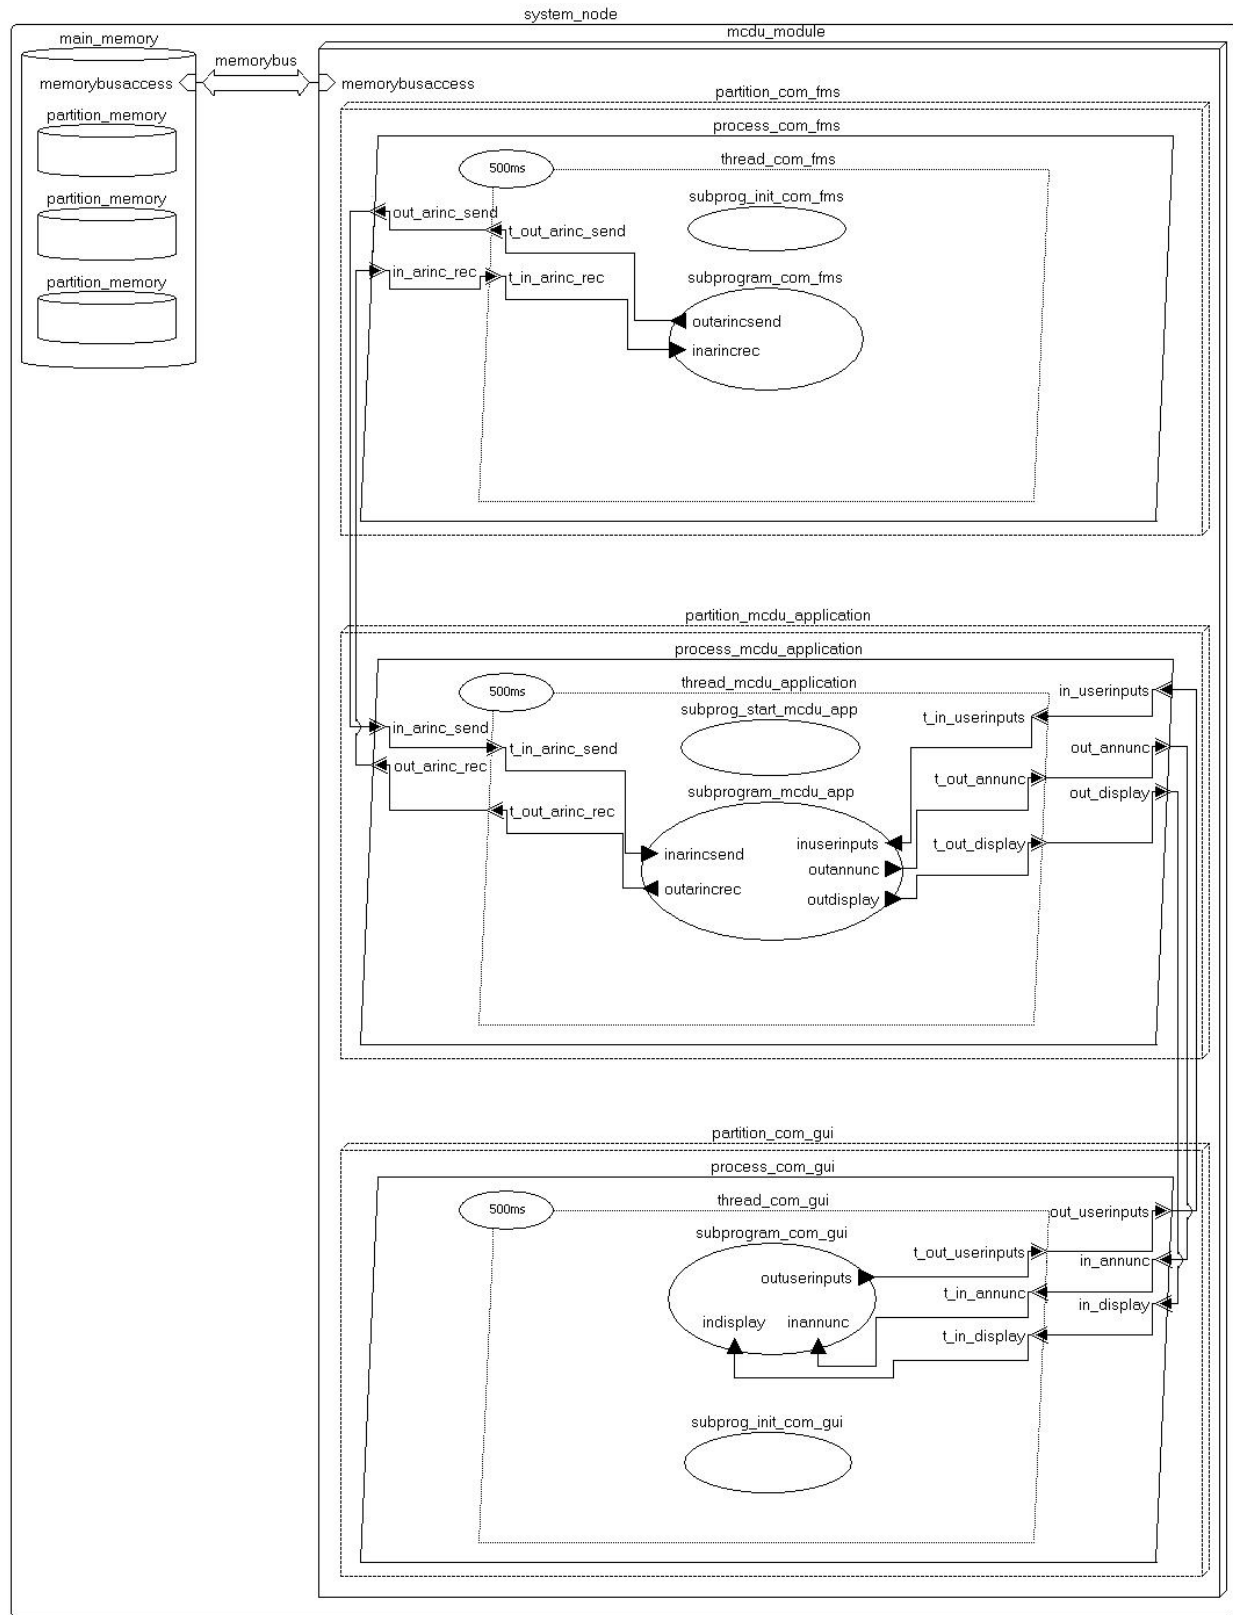 system_node
main_memory
mcdu_module
memorybus
memorybusaccess
memorybusaccess
partition_memory
partition_memory
partition_memory
partition_com_fms
process_com_fms
500ms
thread_com_fms
subprog_init_com_fms
out_arinc_send
t_out_arinc_send
in_arinc_rec
t_in_arinc_rec
subprogram_com_fms
outarincsend
inarincrec
partition_mcdu_application
process_mcdu_application
500ms
thread_mcdu_application
in_userinputs
subprog_start_mcdu_app
t_in_userinputs
in_arinc_send
t_in_arinc_send
out_annunc
out_arinc_rec
t_out_annunc
subprogram_mcdu_app
out_display
t_out_arinc_rec
inuserinputs
t_out_display
inarincsend
outannunc
outarincrec
outdisplay
partition_com_gui
process_com_gui
500ms
thread_com_gui
out_userinputs
subprogram_com_gui
t_out_userinputs
in_annunc
outuserinputs
t_in_annunc
in_display
indisplay
inannunc
t_in_display
subprog_init_com_gui